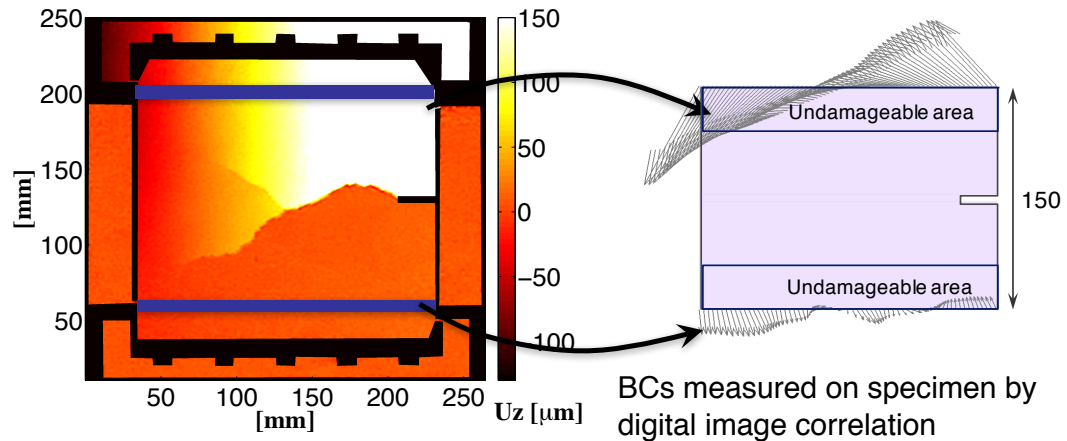 250
200
150
100
50
[mm]
50
100
150
200
250
[mm]
150
100
50
0
−50
100
Uz [μm]
Undamageable area
150
Undamageable area
BCs measured on specimen by
digital image correlation